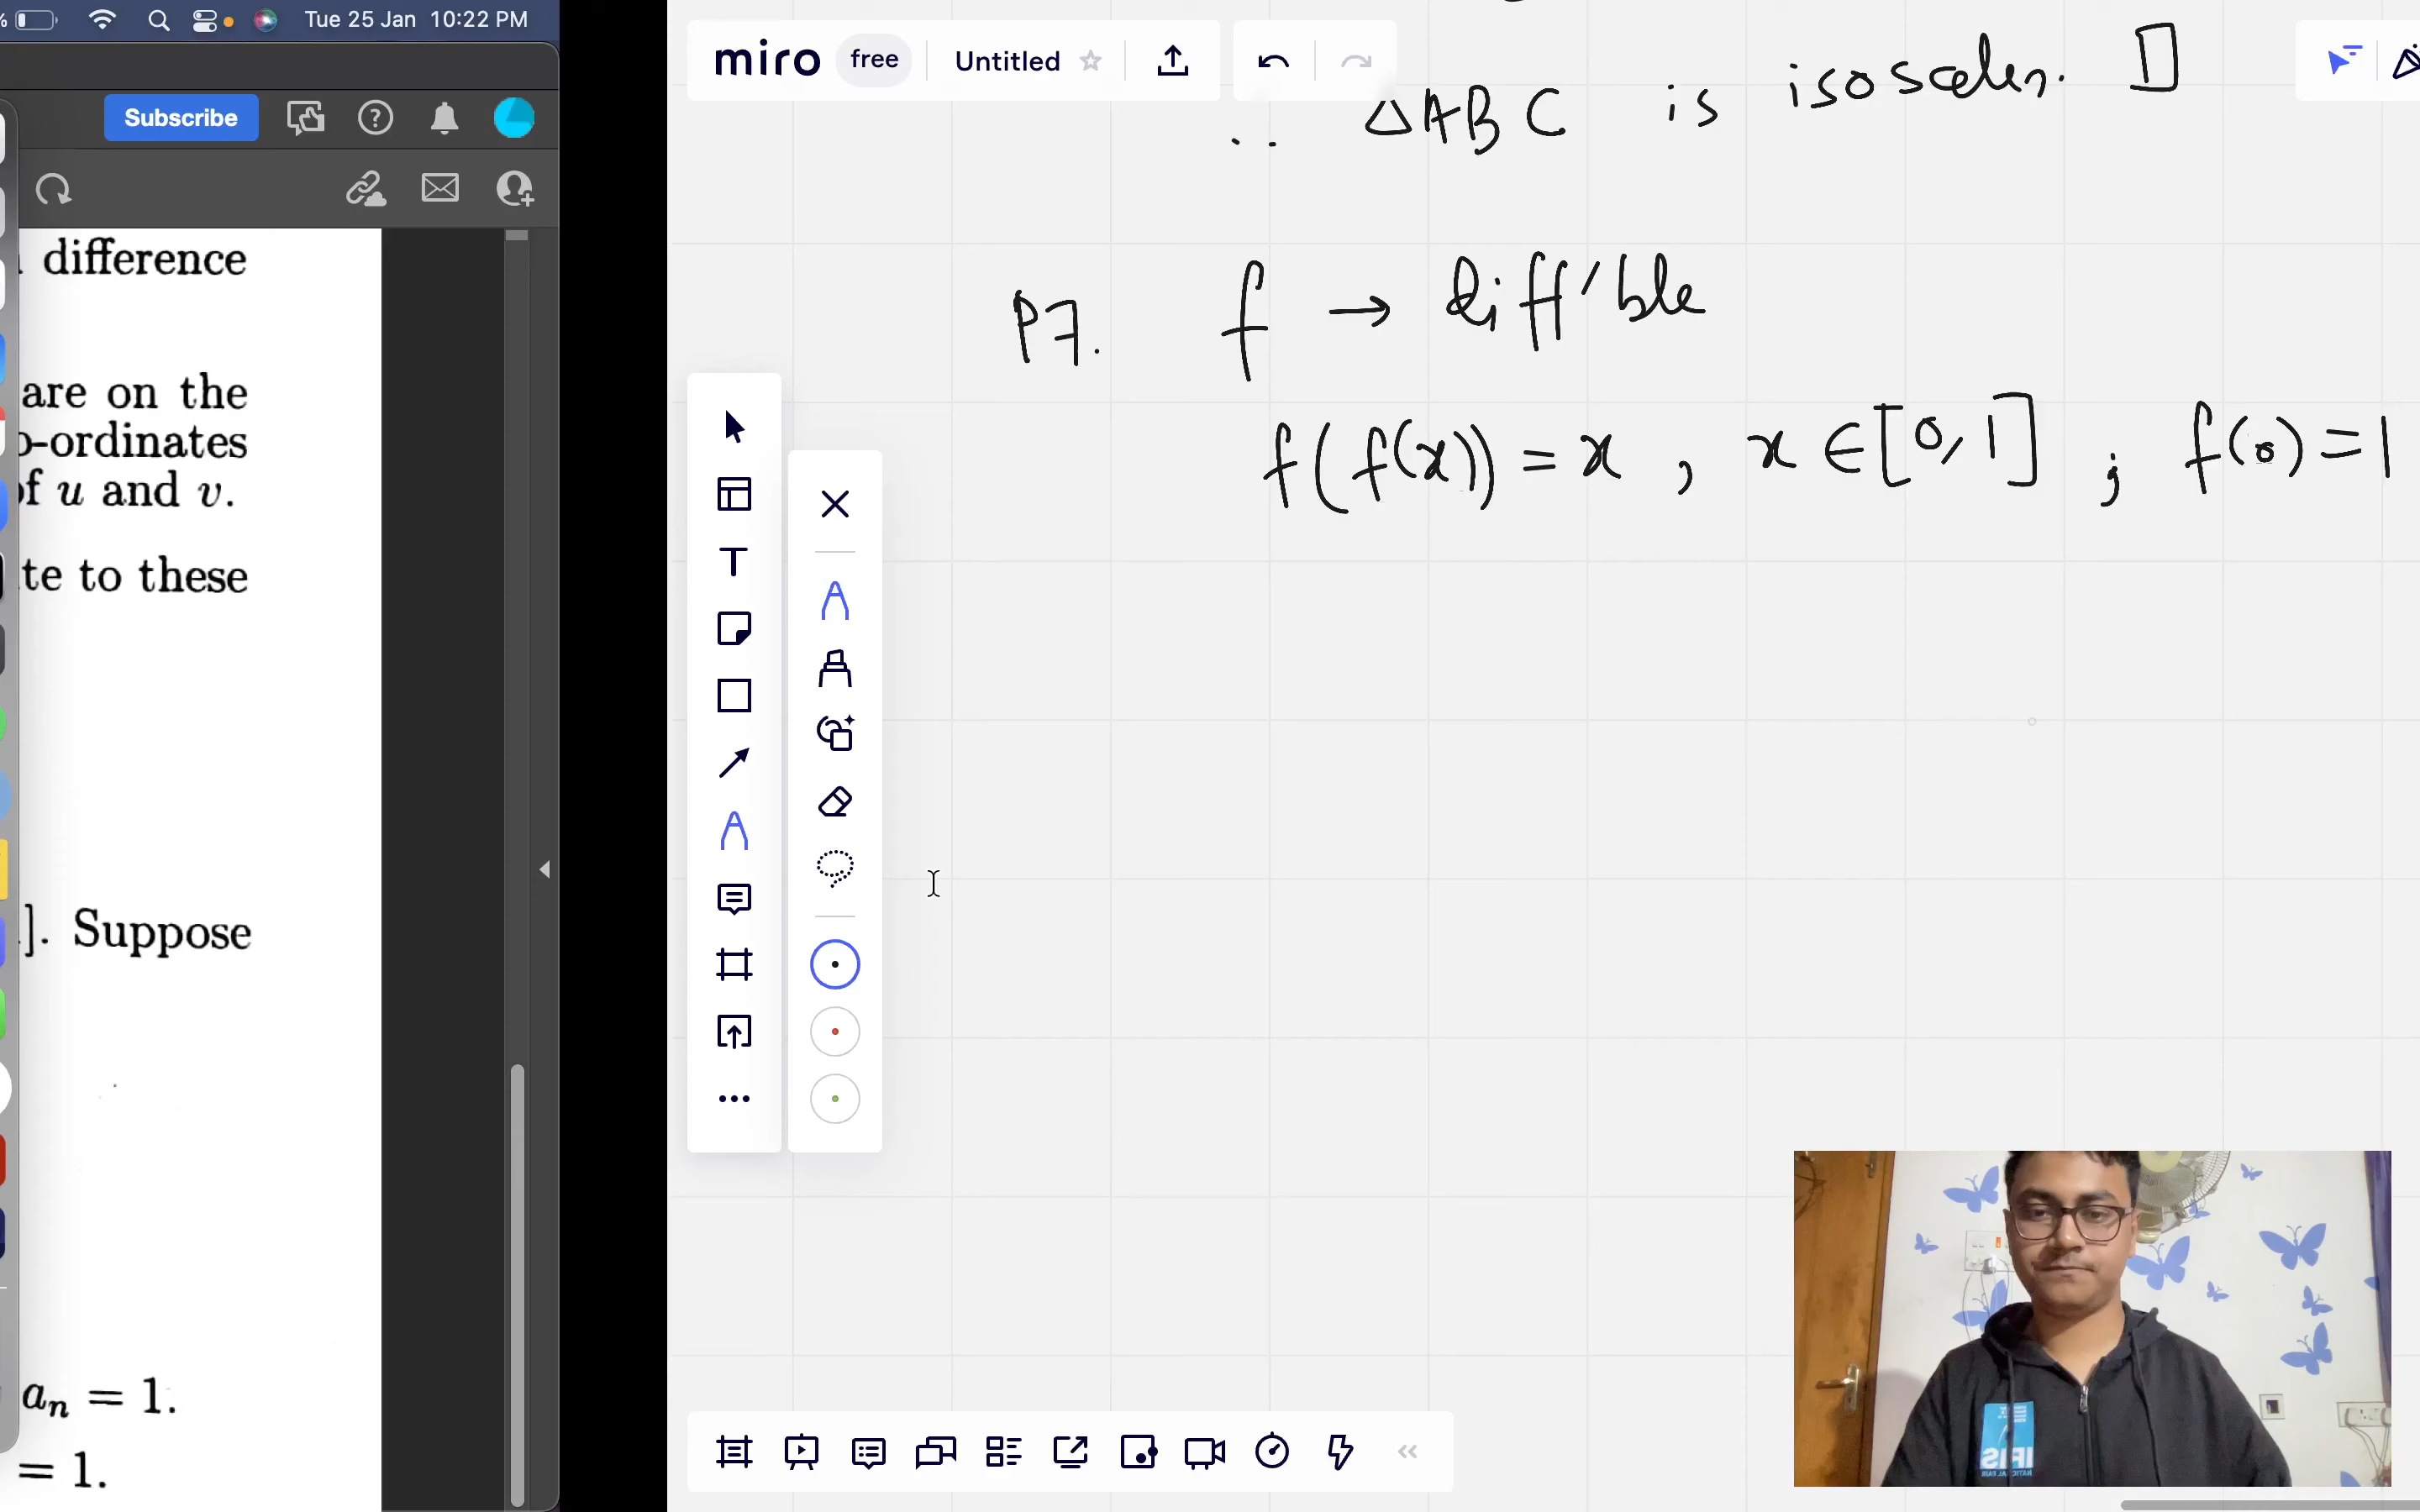 Tue 25 Jan 10:22 PM
Subscribe
difference
are on the
o-ordinates
of u and v.
te to these
]. Suppose
aₙ = 1.
= 1.
miro free Untitled
∴ △ABC is isosceles. □
P7. f → diff'ble
f(f(x)) = x , x ∈ [0,1] ; f(0) = 1